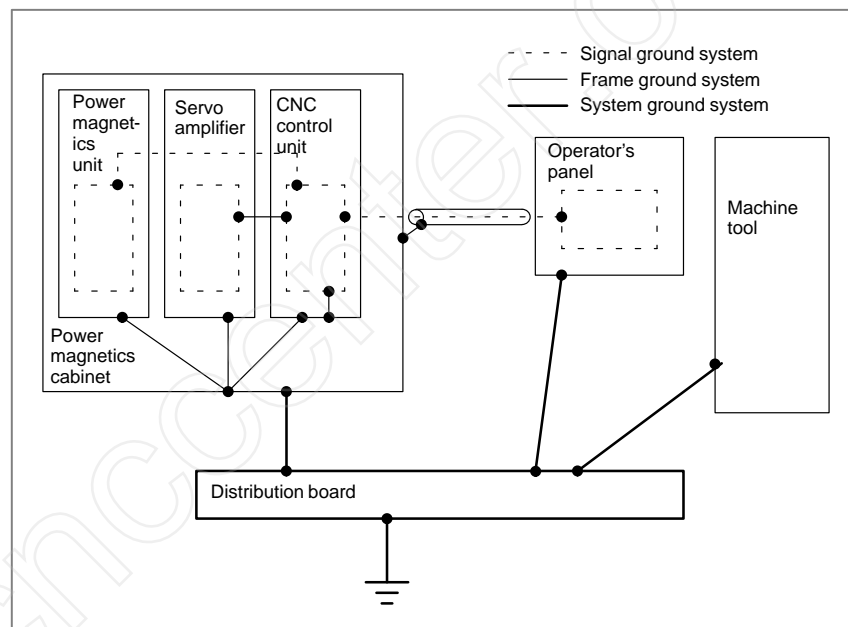 Signal ground system
Frame ground system
System ground system
Power
magnet-
ics
unit
Servo
amplifier
CNC
control
unit
Operator's
panel
Machine
tool
Power
magnetics
cabinet
Distribution board